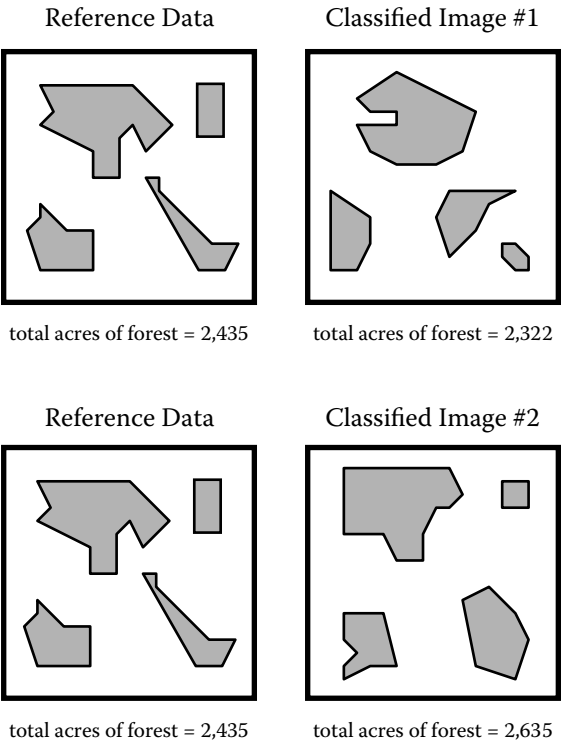 Reference Data
Classified Image #1
total acres of forest = 2,435
total acres of forest = 2,322
Reference Data
Classified Image #2
total acres of forest = 2,435
total acres of forest = 2,635